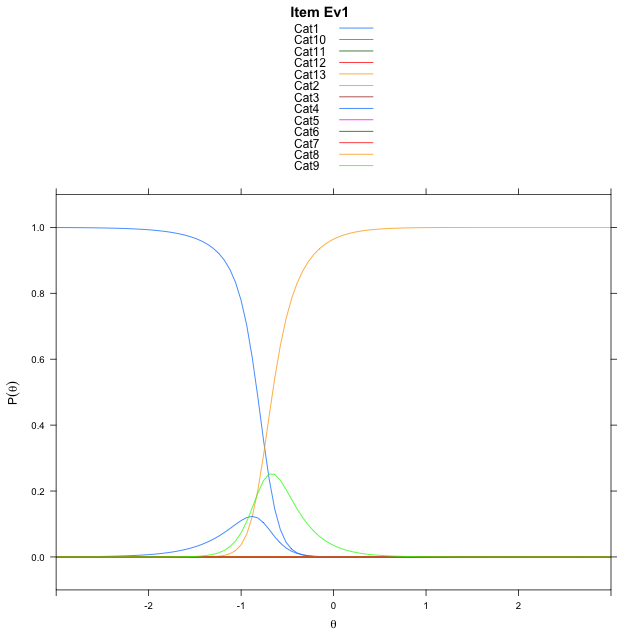 Item Ev1
Cat1
Cat10
Cat11
Cat12
Cat13
Cat2
Cat3
Cat4
Cat5
Cat6
Cat7
Cat8
Cat9
1.0
0.8
0.6
0.4
0.2
0.0
P(θ)
-2 -1 0 1 2
θ